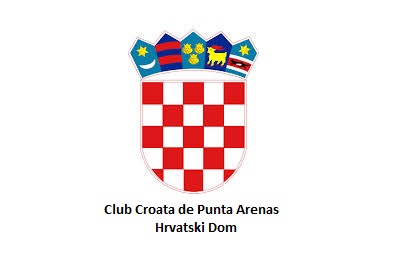 Club Croata de Punta Arenas
Hrvatski Dom